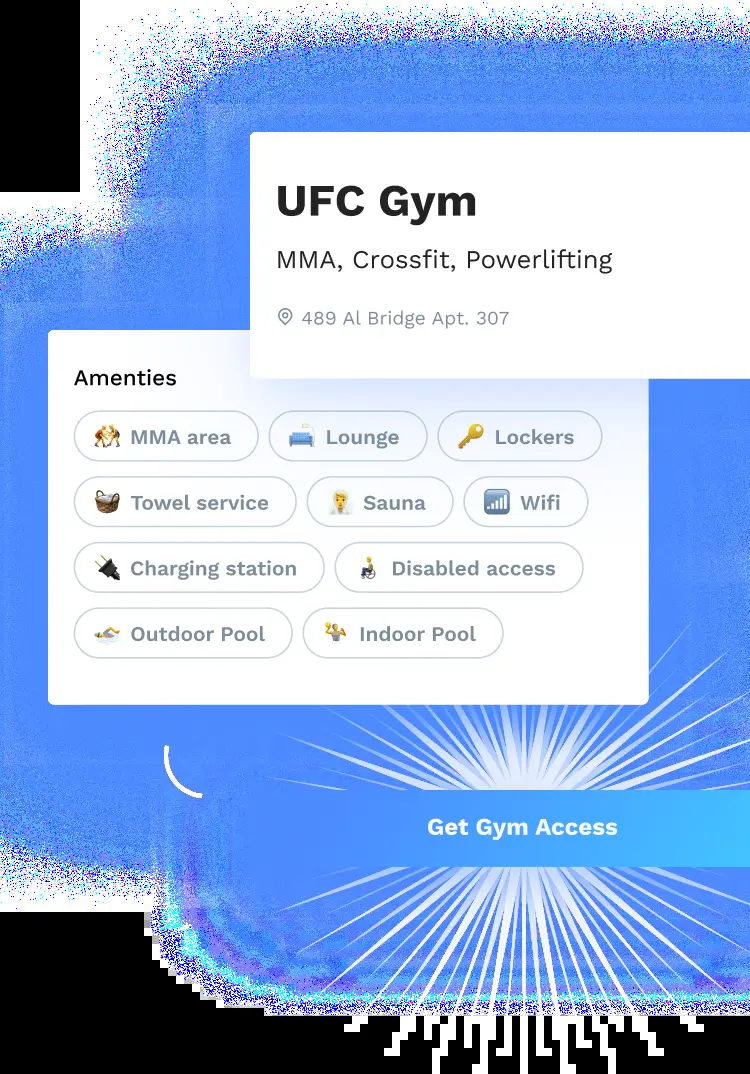 UFC Gym
MMA, Crossfit, Powerlifting
489 Al Bridge Apt. 307
Amenties
MMA area Lounge Lockers
Towel service Sauna Wifi
Charging station Disabled access
Outdoor Pool Indoor Pool
Get Gym Access